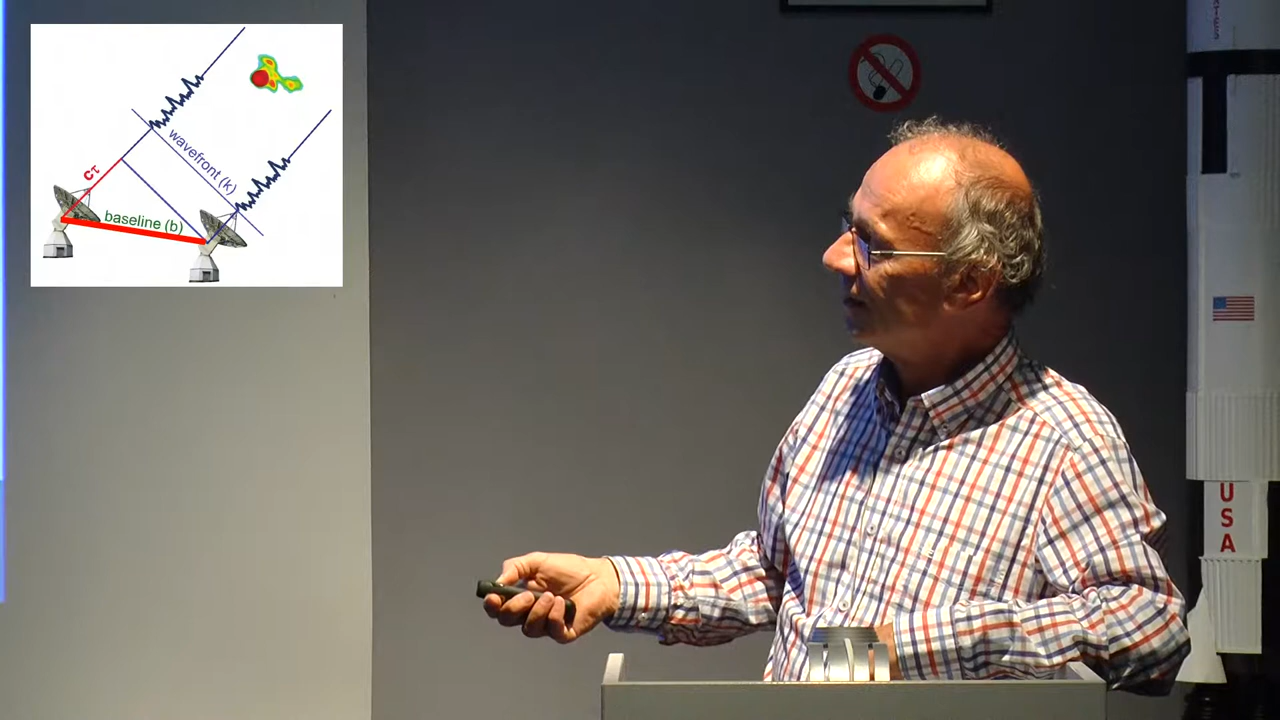 wavefront (k)
cτ
baseline (b)
USA